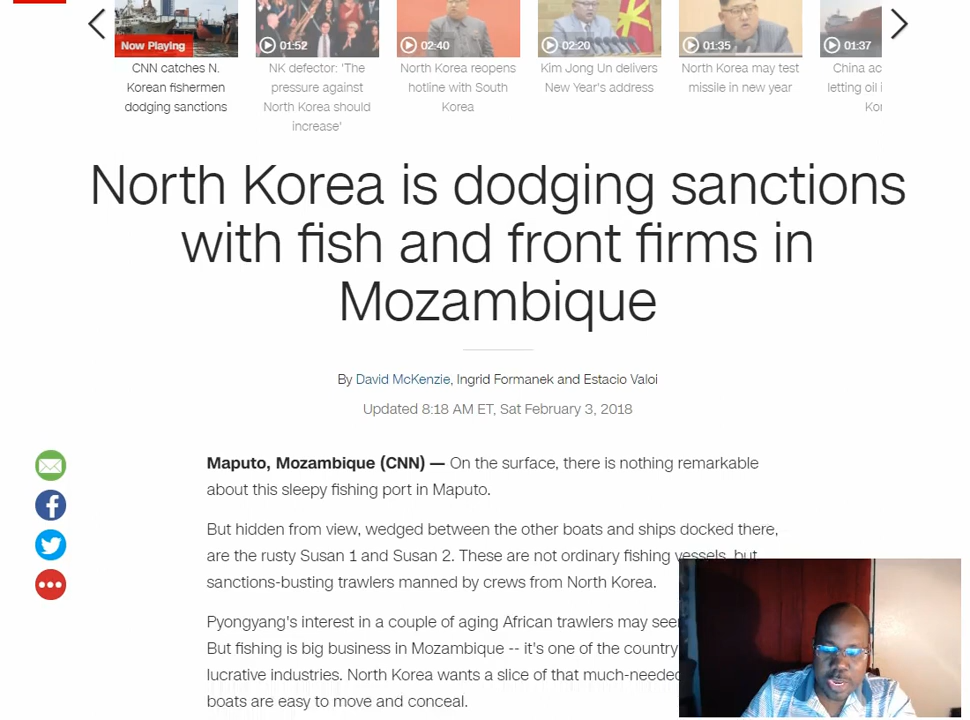 Now Playing
01:52
02:40
02:20
01:35
01:37
CNN catches N.
Korean fishermen
dodging sanctions
NK defector: 'The
pressure against
North Korea should
increase'
North Korea reopens
hotline with South
Korea
Kim Jong Un delivers
New Year's address
North Korea may test
missile in new year
China ac
letting oil i
Kor
North Korea is dodging sanctions
with fish and front firms in
Mozambique
By David McKenzie, Ingrid Formanek and Estacio Valoi
Updated 8:18 AM ET, Sat February 3, 2018
Maputo, Mozambique (CNN) — On the surface, there is nothing remarkable
about this sleepy fishing port in Maputo.
But hidden from view, wedged between the other boats and ships docked there,
are the rusty Susan 1 and Susan 2. These are not ordinary fishing vessels, but
sanctions-busting trawlers manned by crews from North Korea.
Pyongyang's interest in a couple of aging African trawlers may
But fishing is big business in Mozambique -- it's one of the country
lucrative industries. North Korea wants a slice of that much-needed
boats are easy to move and conceal.